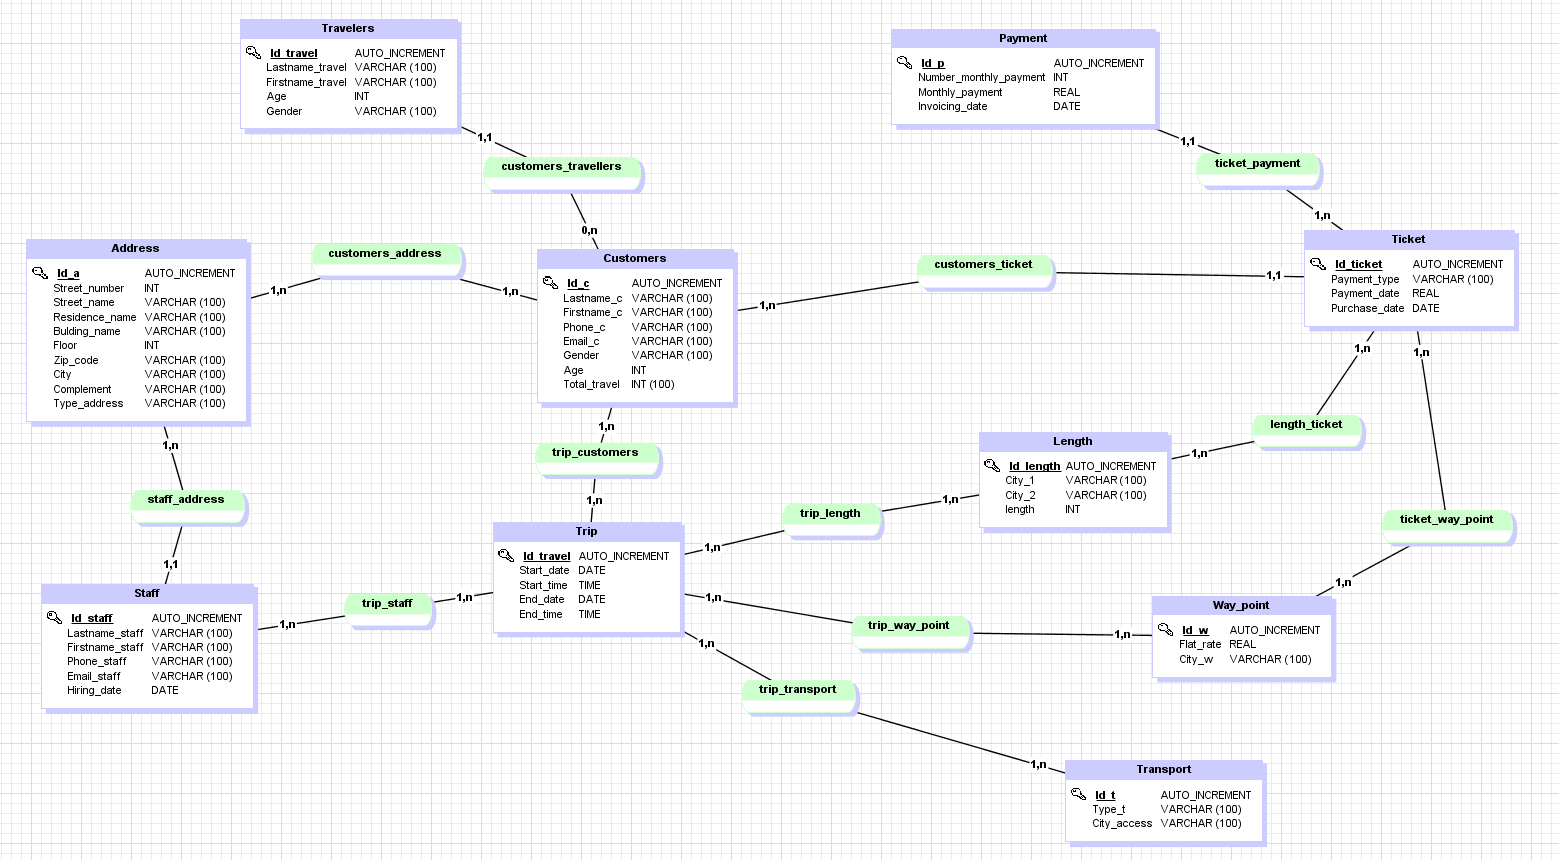 Travelers
Id_travel AUTO_INCREMENT
Lastname_travel VARCHAR (100)
Firstname_travel VARCHAR (100)
Age INT
Gender VARCHAR (100)
Payment
Id_p AUTO_INCREMENT
Number_monthly_payment INT
Monthly_payment REAL
Invoicing_date DATE
1,1
customers_travellers
0,n
1,1
ticket_payment
1,n
Address
Id_a AUTO_INCREMENT
Street_number INT
Street_name VARCHAR (100)
Residence_name VARCHAR (100)
Bulding_name VARCHAR (100)
Floor INT
Zip_code VARCHAR (100)
City VARCHAR (100)
Complement VARCHAR (100)
Type_address VARCHAR (100)
1,n
customers_address
1,n
Customers
Id_c AUTO_INCREMENT
Lastname_c VARCHAR (100)
Firstname_c VARCHAR (100)
Phone_c VARCHAR (100)
Email_c VARCHAR (100)
Gender VARCHAR (100)
Age INT
Total_travel INT (100)
1,n
customers_ticket
1,1
Ticket
Id_ticket AUTO_INCREMENT
Payment_type VARCHAR (100)
Payment_date REAL
Purchase_date DATE
1,n
1,n
length_ticket
1,n
Length
Id_length AUTO_INCREMENT
City_1 VARCHAR (100)
City_2 VARCHAR (100)
length INT
1,n
trip_customers
1,n
1,n
staff_address
1,1
trip_length
1,n
1,n
ticket_way_point
1,n
Trip
Id_travel AUTO_INCREMENT
Start_date DATE
Start_time TIME
End_date DATE
End_time TIME
Staff
Id_staff AUTO_INCREMENT
Lastname_staff VARCHAR (100)
Firstname_staff VARCHAR (100)
Phone_staff VARCHAR (100)
Email_staff VARCHAR (100)
Hiring_date DATE
1,n
trip_staff
1,n
1,n
trip_way_point
1,n
Way_point
Id_w AUTO_INCREMENT
Flat_rate REAL
City_w VARCHAR (100)
1,n
trip_transport
1,n
Transport
Id_t AUTO_INCREMENT
Type_t VARCHAR (100)
City_access VARCHAR (100)